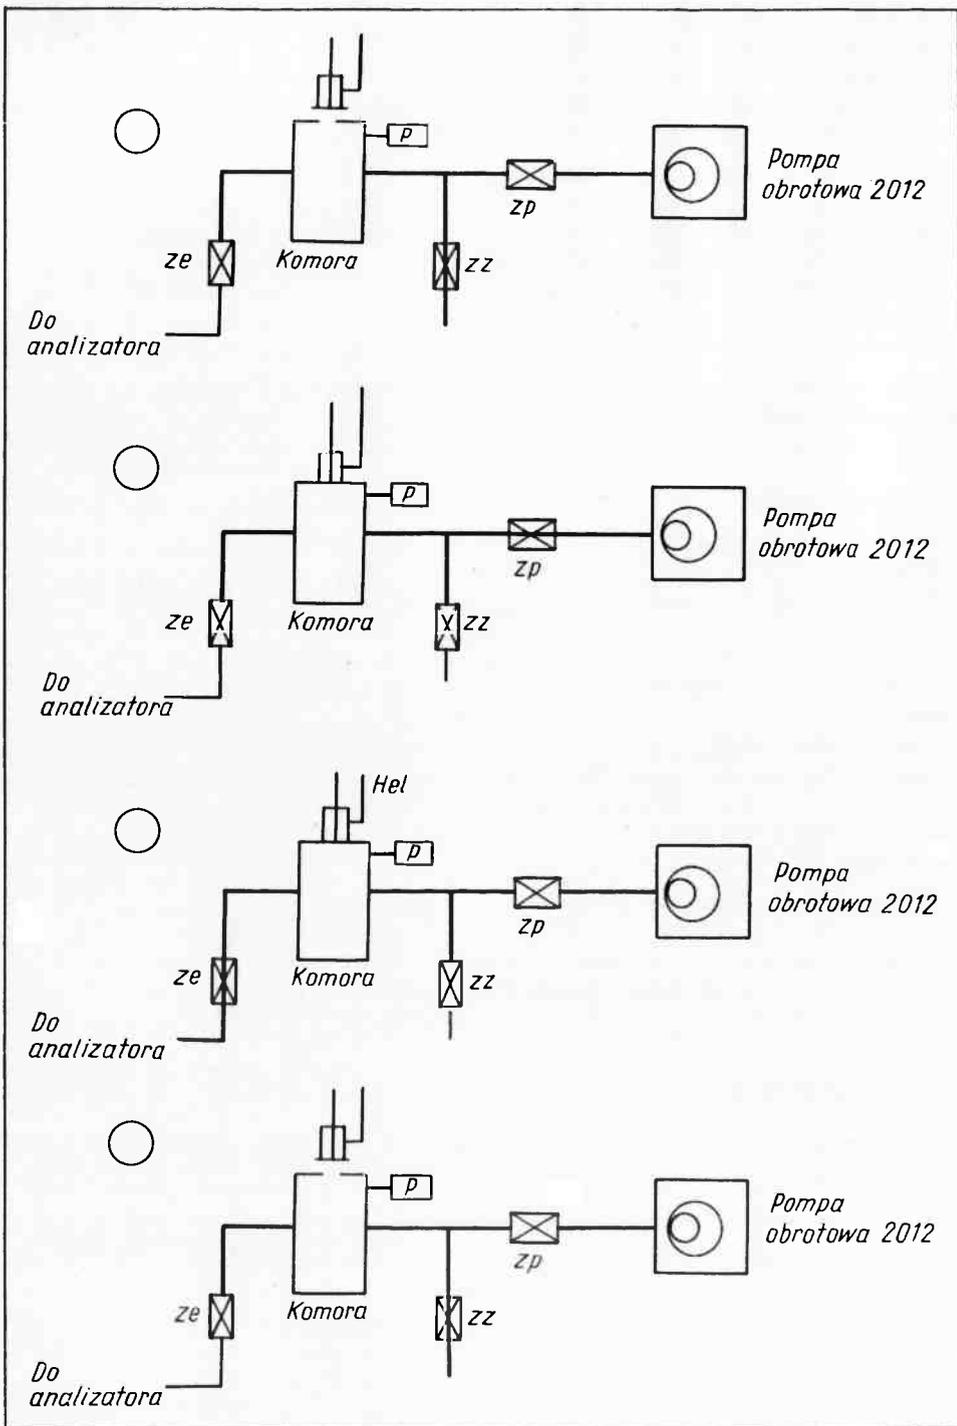 p
Pompa
obrotowa 2012
zp
ze
Komora
zz
Do
analizatora
p
Pompa
obrotowa 2012
zp
ze
Komora
zz
Do
analizatora
Hel
p
Pompa
obrotowa 2012
zp
ze
Komora
zz
Do
analizatora
p
Pompa
obrotowa 2012
zp
ze
Komora
zz
Do
analizatora